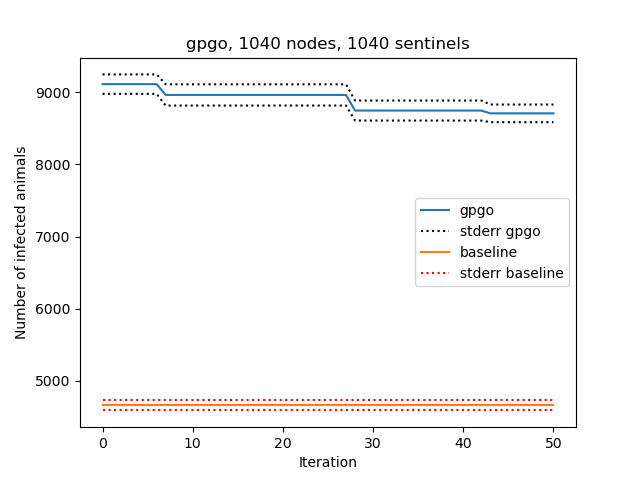 gpgo, 1040 nodes, 1040 sentinels
Number of infected animals
9000
8000
7000
6000
5000
gpgo
stderr gpgo
baseline
stderr baseline
0 10 20 30 40 50
Iteration